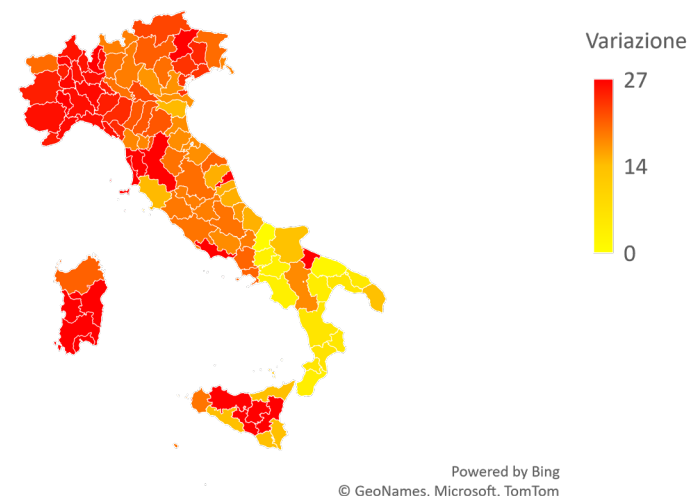 Variazione
27
14
0
Powered by Bing
© GeoNames, Microsoft, TomTom